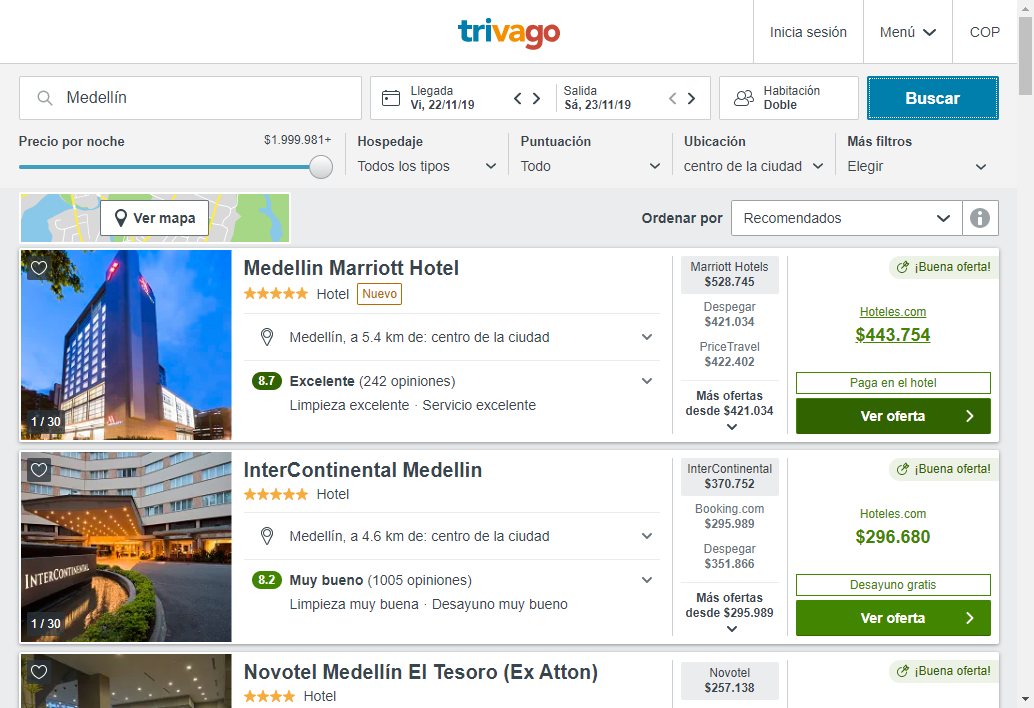 trivago
Inicia sesión
Menú
COP
Medellín
Llegada
Vi, 22/11/19
Salida
Sá, 23/11/19
Habitación
Doble
Buscar
Precio por noche
$1.999.981+
Hospedaje
Todos los tipos
Puntuación
Todo
Ubicación
centro de la ciudad
Más filtros
Elegir
Ver mapa
Ordenar por
Recomendados
1 / 30
Medellin Marriott Hotel
Hotel
Nuevo
Medellín, a 5.4 km de: centro de la ciudad
8.7 Excelente (242 opiniones)
Limpieza excelente · Servicio excelente
Marriott Hotels
$528.745
Despegar
$421.034
PriceTravel
$422.402
Más ofertas
desde $421.034
¡Buena oferta!
Hoteles.com
$443.754
Paga en el hotel
Ver oferta
INTERCONTINENTAL
1 / 30
InterContinental Medellin
Hotel
Medellín, a 4.6 km de: centro de la ciudad
8.2 Muy bueno (1005 opiniones)
Limpieza muy buena · Desayuno muy bueno
InterContinental
$370.752
Booking.com
$295.989
Despegar
$351.866
Más ofertas
desde $295.989
¡Buena oferta!
Hoteles.com
$296.680
Desayuno gratis
Ver oferta
Novotel Medellín El Tesoro (Ex Atton)
Hotel
Novotel
$257.138
¡Buena oferta!